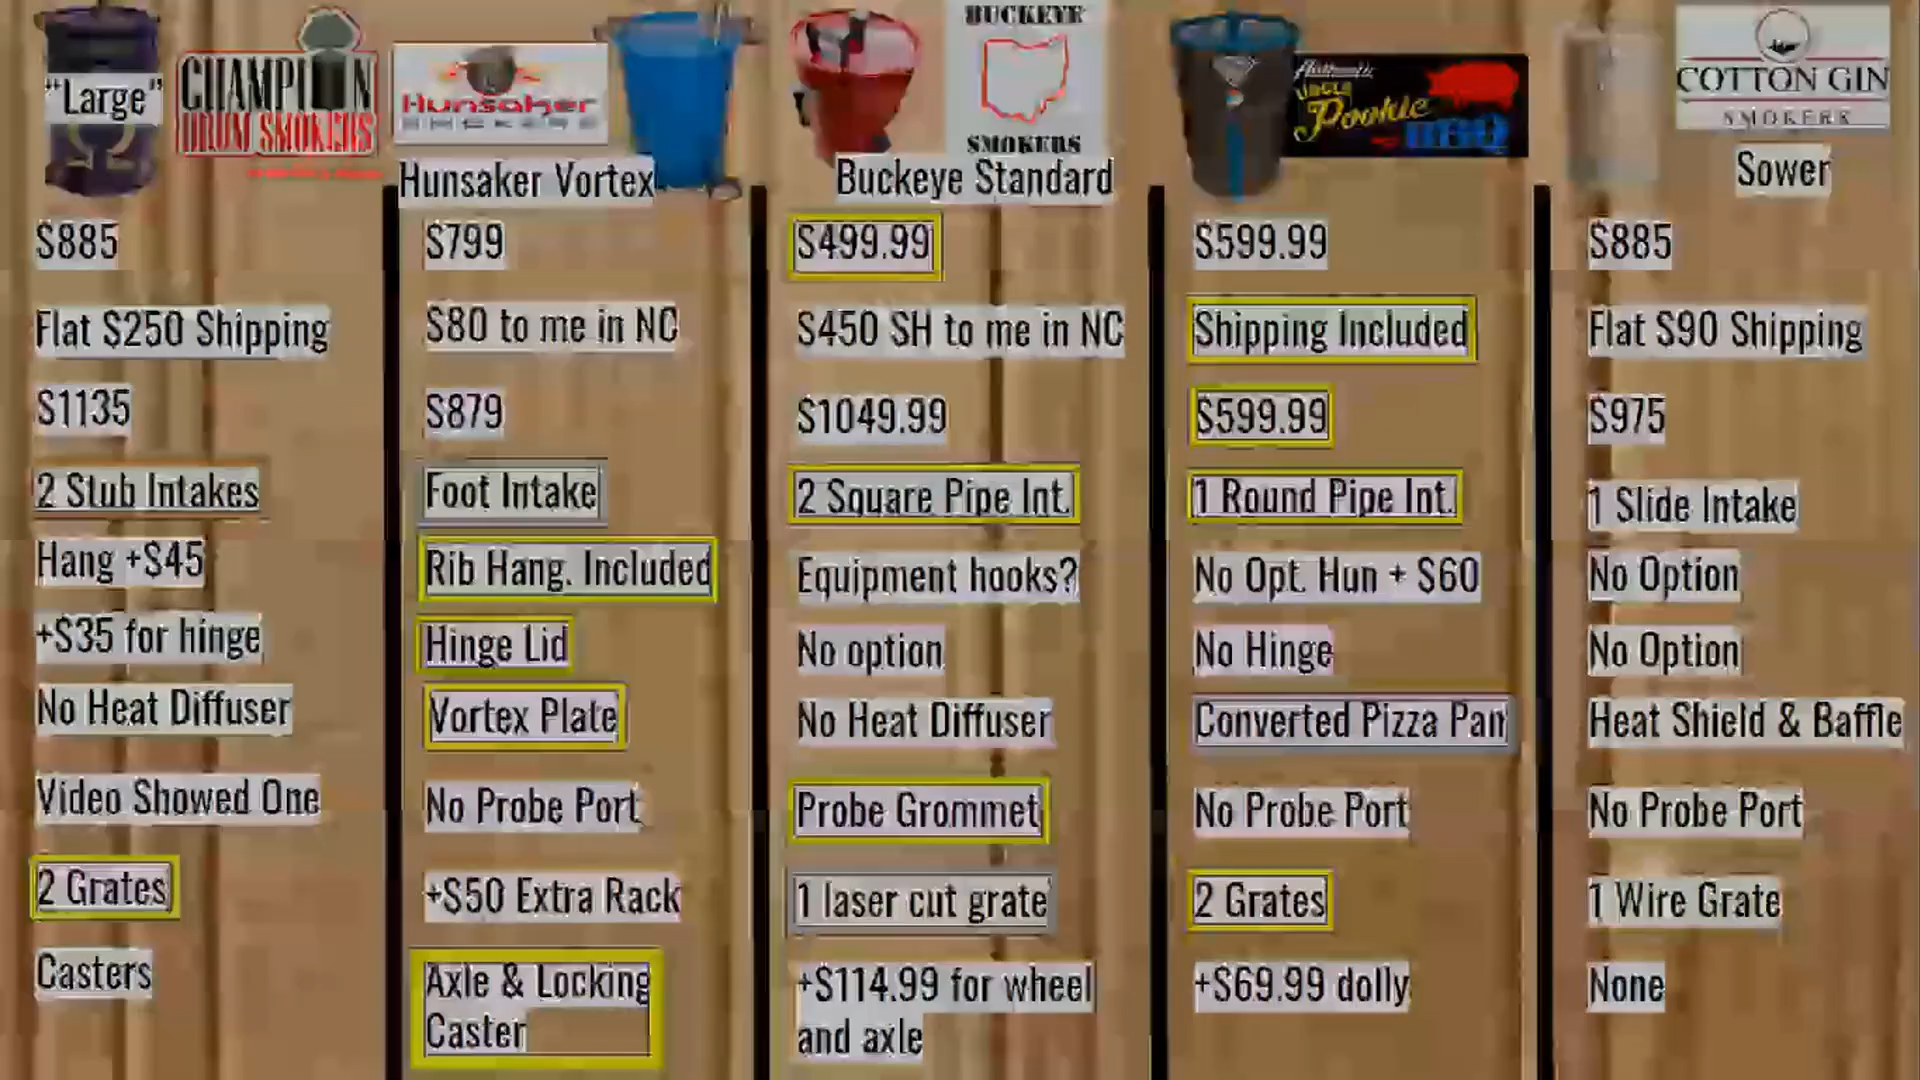 "Large"
CHAMPION
DRUM SMOKERS
$885
Flat $250 Shipping
$1135
2 Stub Intakes
Hang +$45
+$35 for hinge
No Heat Diffuser
Video Showed One
2 Grates
Casters
Hunsaker
SMOKERS
Hunsaker Vortex
$799
$80 to me in NC
$879
Foot Intake
Rib Hang. Included
Hinge Lid
Vortex Plate
No Probe Port
+$50 Extra Rack
Axle & Locking
Caster
BUCKEYE
SMOKERS
Buckeye Standard
$499.99
$450 SH to me in NC
$1049.99
2 Square Pipe Int.
Equipment hooks?
No option
No Heat Diffuser
Probe Grommet
1 laser cut grate
+$114.99 for wheel
and axle
Authentic
Uncle
Pookie
BBQ
$599.99
Shipping Included
$599.99
1 Round Pipe Int.
No Opt. Hun + $60
No Hinge
Converted Pizza Pan
No Probe Port
2 Grates
+$69.99 dolly
COTTON GIN
SMOKERS
Sower
$885
Flat $90 Shipping
$975
1 Slide Intake
No Option
No Option
Heat Shield & Baffle
No Probe Port
1 Wire Grate
None